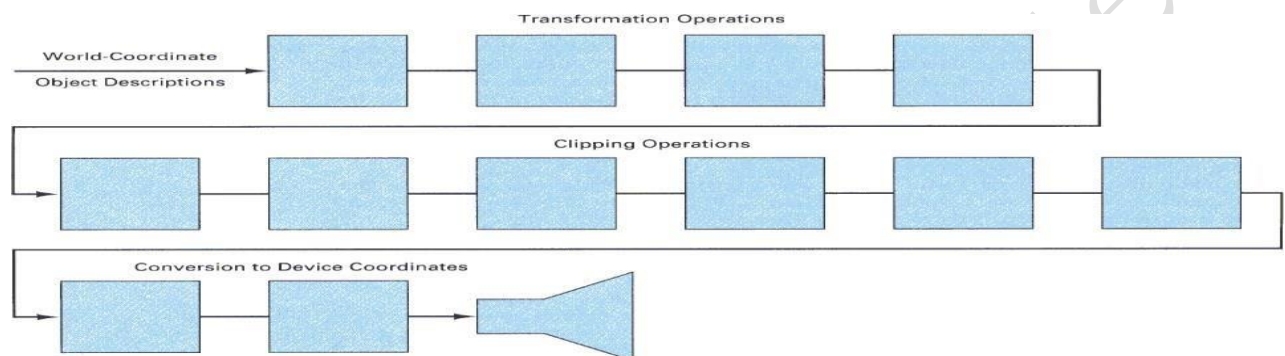 Transformation Operations
World-Coordinate
Object Descriptions
Clipping Operations
Conversion to Device Coordinates